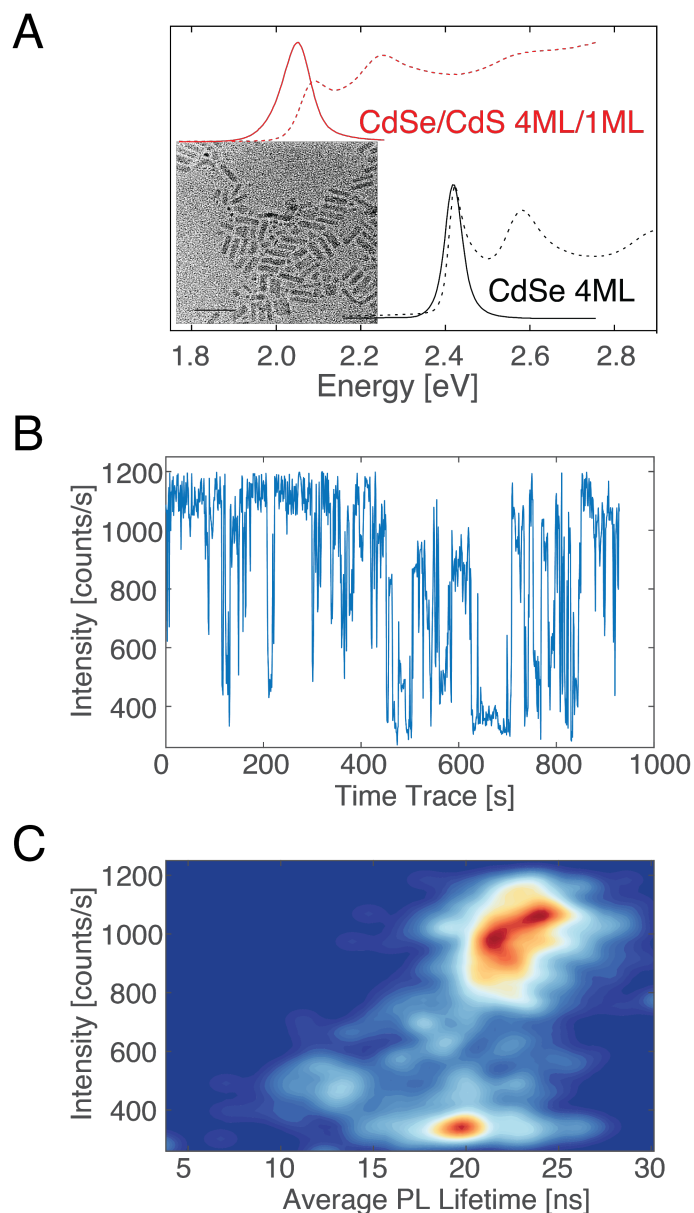 A
CdSe/CdS 4ML/1ML
CdSe 4ML
1.8 2.0 2.2 2.4 2.6 2.8
Energy [eV]
B
Intensity [counts/s]
1200
1000
800
600
400
0 200 400 600 800 1000
Time Trace [s]
C
Intensity [counts/s]
1200
1000
800
600
400
5 10 15 20 25 30
Average PL Lifetime [ns]